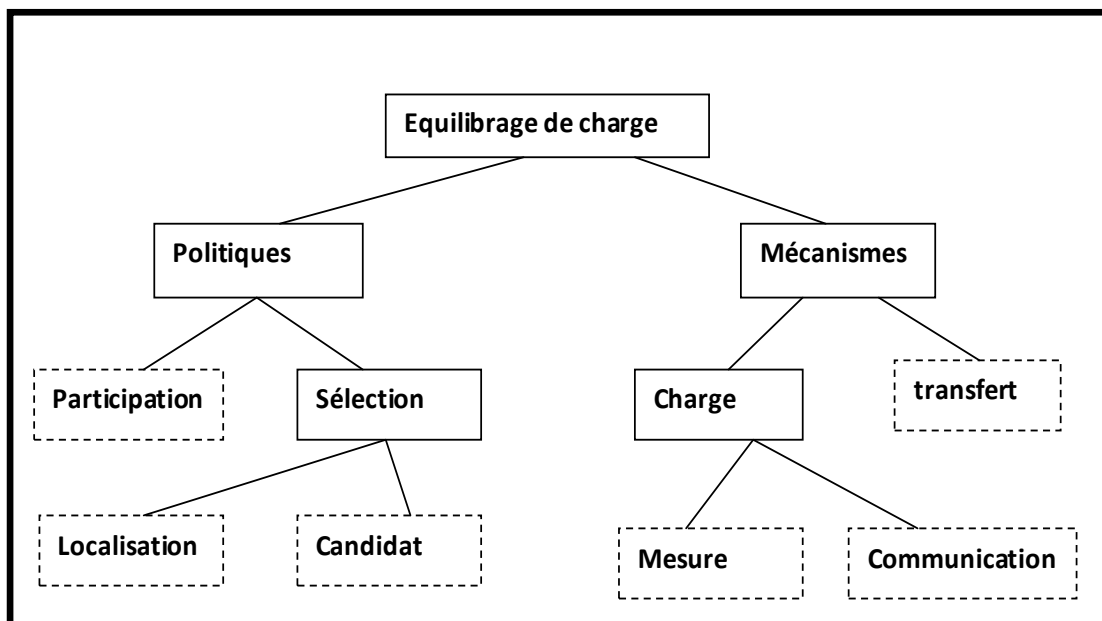 Equilibrage de charge
Politiques
Mécanismes
Participation
Sélection
Charge
transfert
Localisation
Candidat
Mesure
Communication